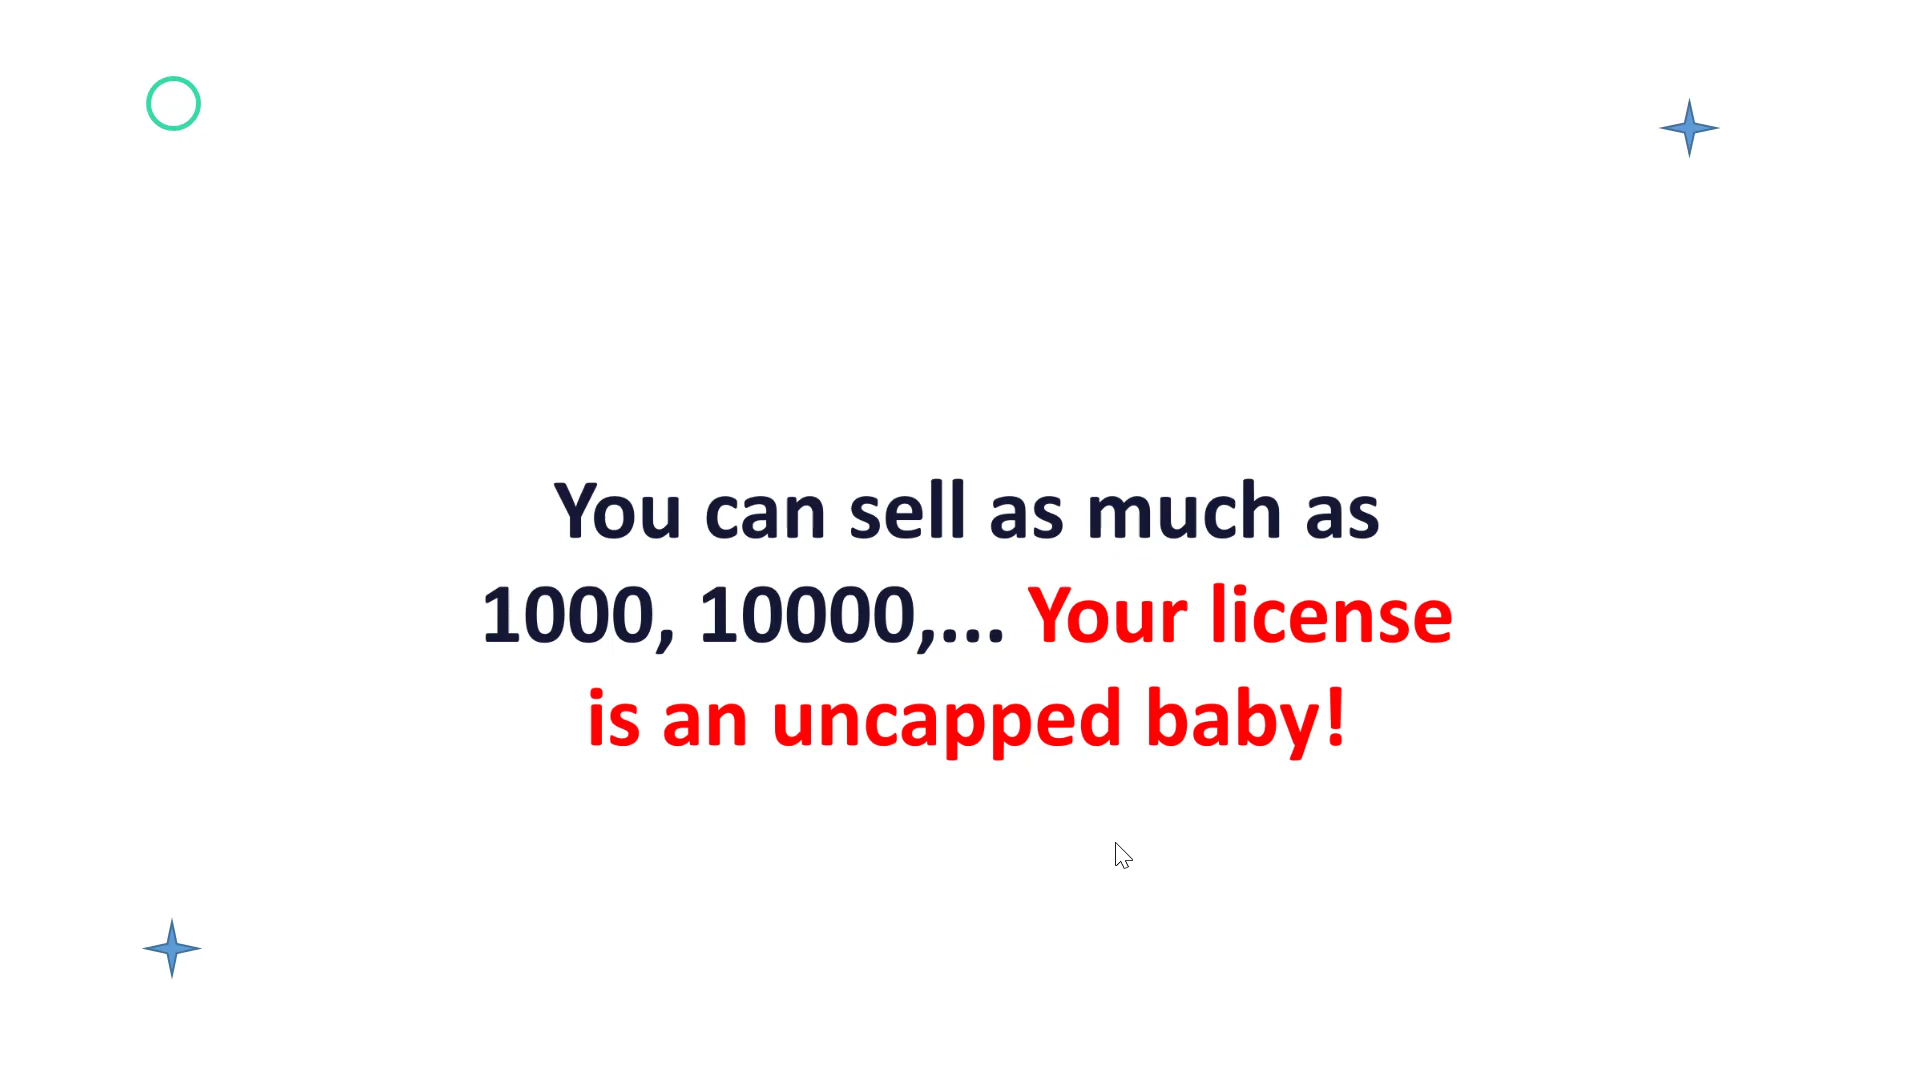 You can sell as much as
1000, 10000,... Your license
is an uncapped baby!